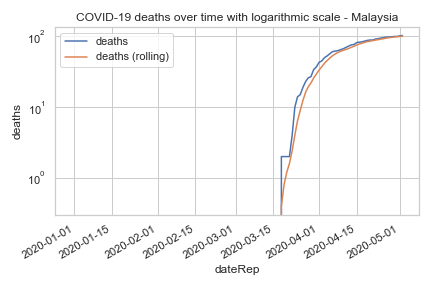 COVID-19 deaths over time with logarithmic scale - Malaysia
deaths
deaths (rolling)
10²
10¹
10⁰
deaths
2020-01-01
2020-01-15
2020-02-01
2020-02-15
2020-03-01
2020-03-15
2020-04-01
2020-04-15
2020-05-01
dateRep